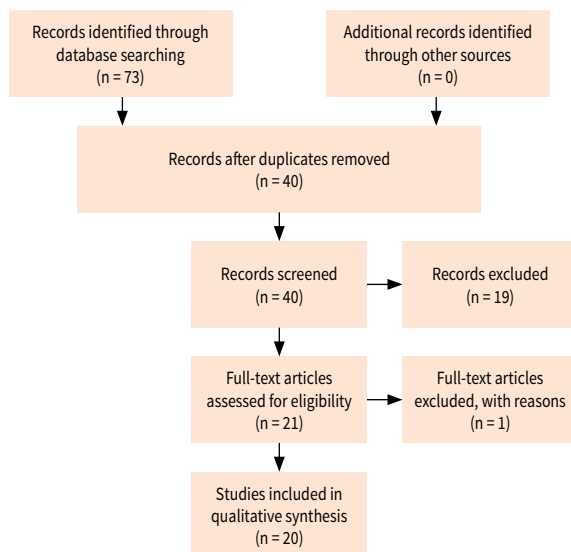 Records identified through
database searching
(n = 73)
Additional records identified
through other sources
(n = 0)
Records after duplicates removed
(n = 40)
Records screened
(n = 40)
Records excluded
(n = 19)
Full-text articles
assessed for eligibility
(n = 21)
Full-text articles
excluded, with reasons
(n = 1)
Studies included in
qualitative synthesis
(n = 20)